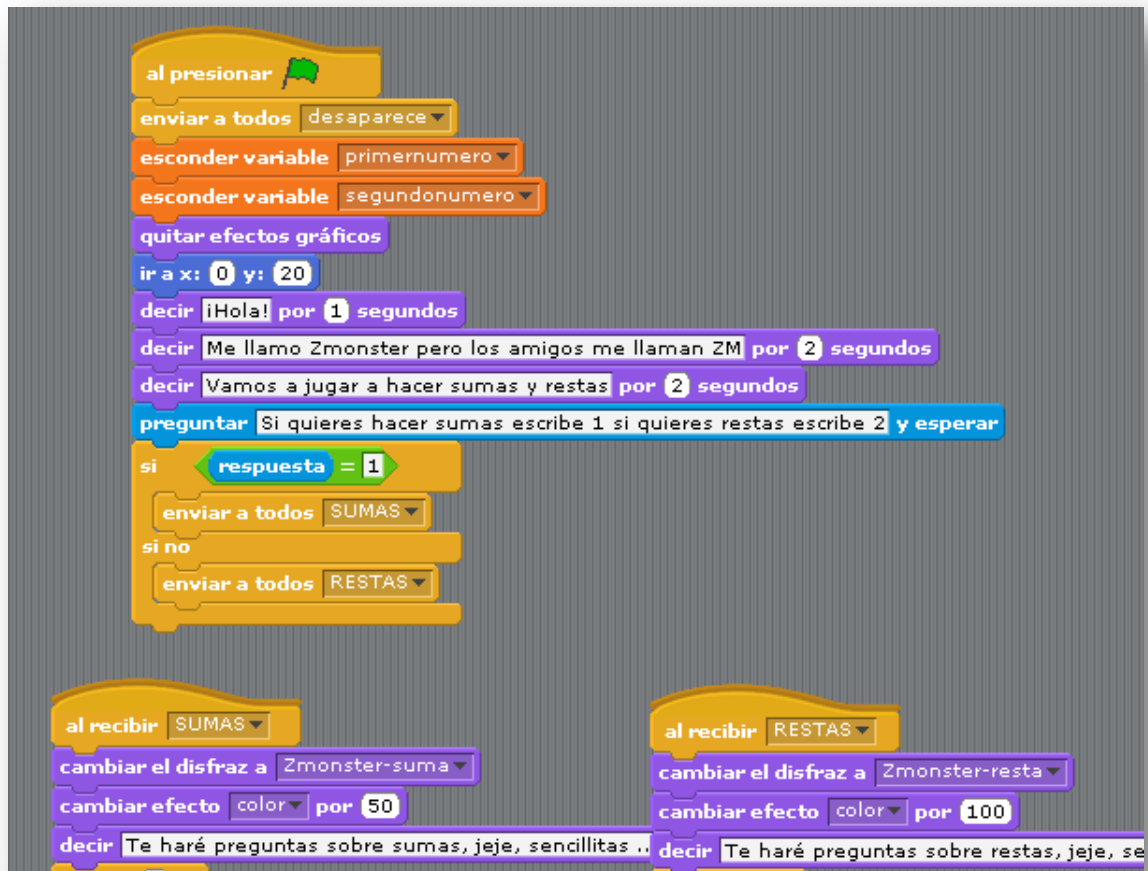 al presionar
enviar a todos desaparece
esconder variable primernumero
esconder variable segundonumero
quitar efectos gráficos
ir a x: 0 y: 20
decir ¡Hola! por 1 segundos
decir Me llamo Zmonster pero los amigos me llaman ZM por 2 segundos
decir Vamos a jugar a hacer sumas y restas por 2 segundos
preguntar Si quieres hacer sumas escribe 1 si quieres restas escribe 2 y esperar
si respuesta = 1
enviar a todos SUMAS
si no
enviar a todos RESTAS
al recibir SUMAS
cambiar el disfraz a Zmonster-suma
cambiar efecto color por 50
decir Te haré preguntas sobre sumas, jeje, sencillitas ..
al recibir RESTAS
cambiar el disfraz a Zmonster-resta
cambiar efecto color por 100
decir Te haré preguntas sobre restas, jeje, se